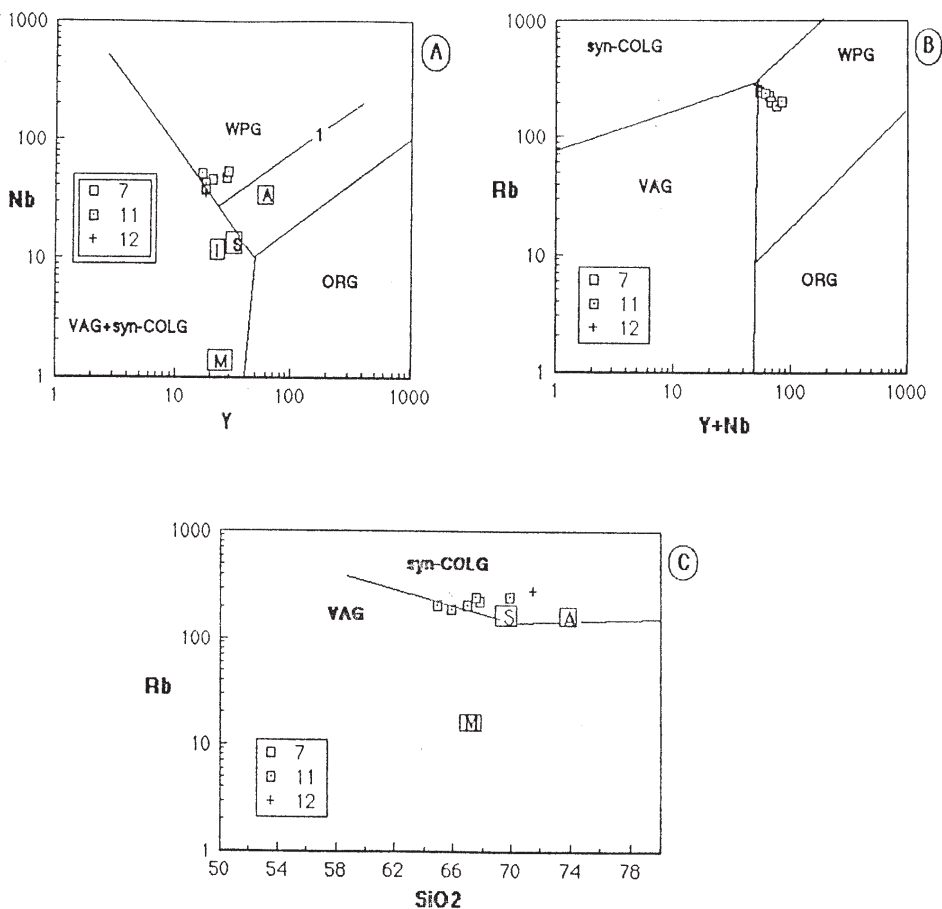 1000
100
10
1
Nb
A
WPG
1
A
7
11
12
I
S
ORG
VAG+syn-COLG
M
1
10
100
1000
Y
1000
100
10
1
Rb
B
syn-COLG
WPG
VAG
ORG
7
11
12
1
10
100
1000
Y+Nb
1000
100
10
1
Rb
C
syn-COLG
VAG
S
A
M
7
11
12
50
54
58
62
66
70
74
78
SiO2